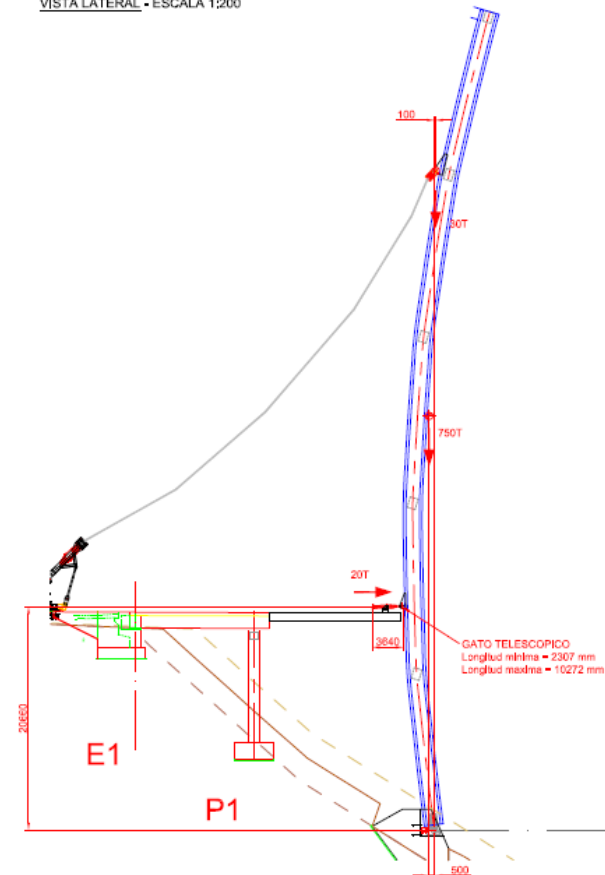 VISTA LATERAL - ESCALA 1:200
100
30T
750T
20T
3640
GATO TELESCOPICO
Longitud minima = 2307 mm
Longitud maxima = 10272 mm
20660
E1
P1
500